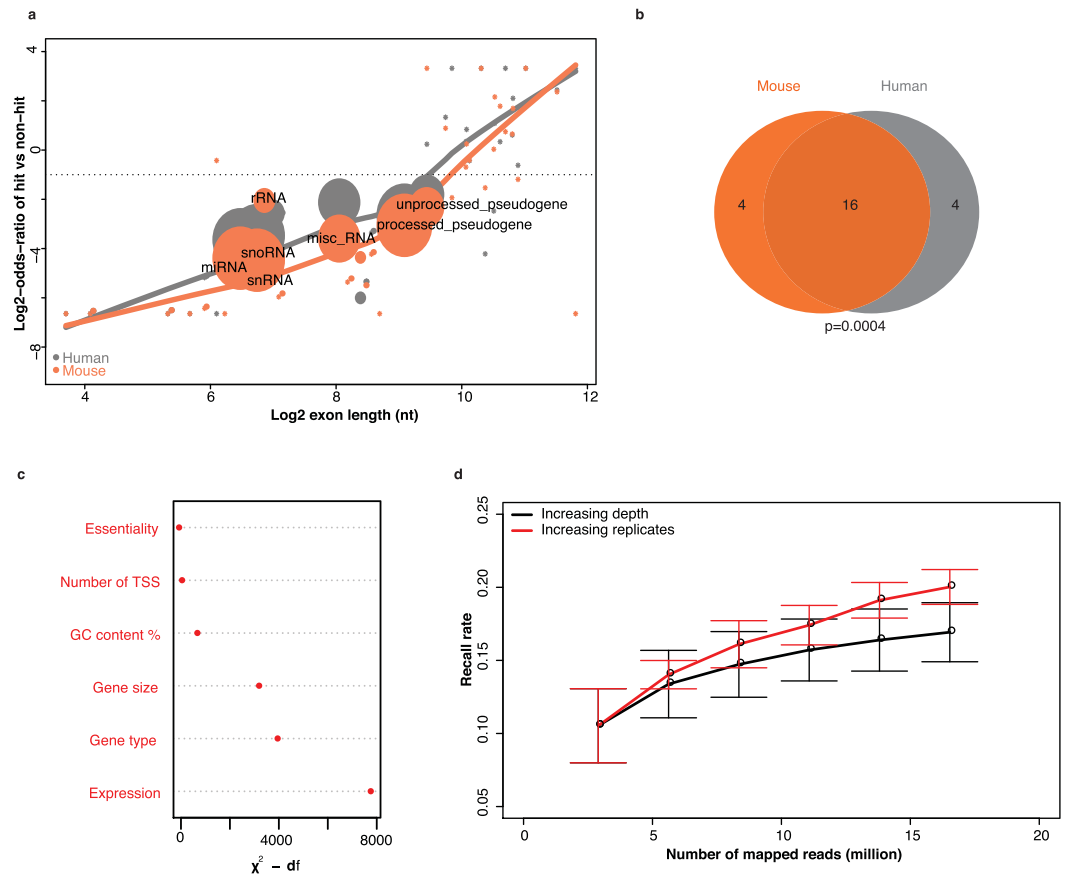 a
4
0
−4
−8
Log2−odds−ratio of hit vs non−hit
rRNA
unprocessed_pseudogene
processed_pseudogene
misc_RNA
snoRNA
miRNA
snRNA
Human
Mouse
4 6 8 10 12
Log2 exon length (nt)
b
Mouse Human
4 16 4
p=0.0004
c
Essentiality
Number of TSS
GC content %
Gene size
Gene type
Expression
0 4000 8000
χ² − df
d
Increasing depth
Increasing replicates
0.25
0.20
0.15
0.10
0.05
Recall rate
0 5 10 15 20
Number of mapped reads (million)